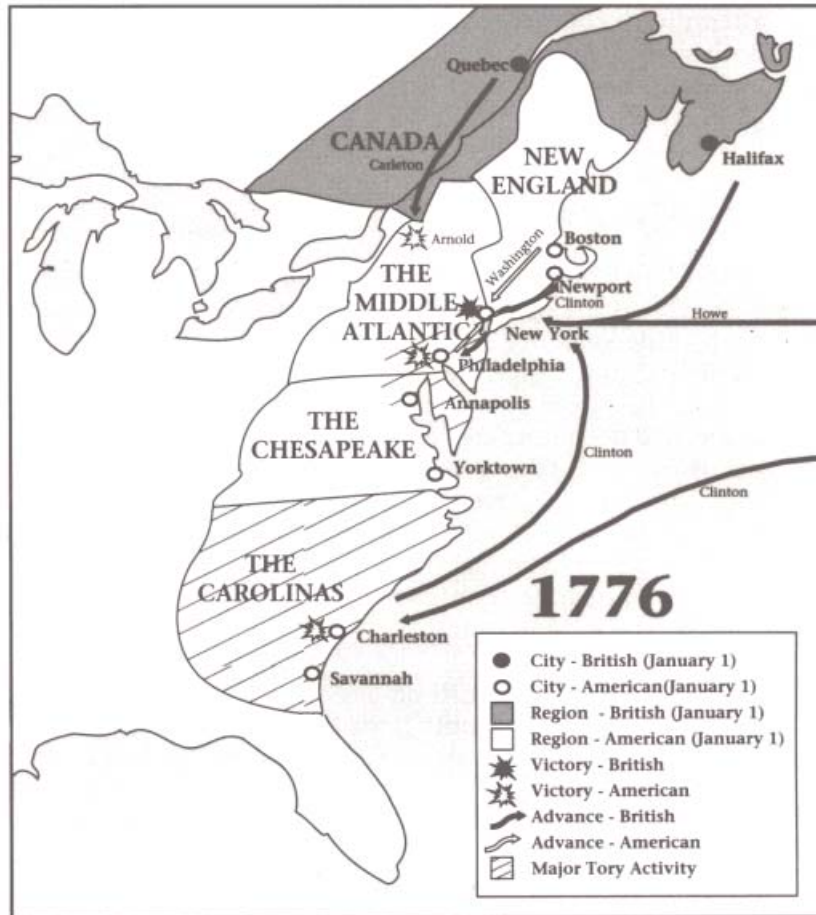 Quebec
CANADA
Carleton
NEW
ENGLAND
Halifax
Arnold
Washington
Boston
THE
MIDDLE
ATLANTIC
Newport
Clinton
New York
Howe
Philadelphia
Annapolis
THE
CHESAPEAKE
Yorktown
Clinton
Clinton
THE
CAROLINAS
Charleston
Savannah
1776
City - British (January 1)
City - American(January 1)
Region - British (January 1)
Region - American (January 1)
Victory - British
Victory - American
Advance - British
Advance - American
Major Tory Activity